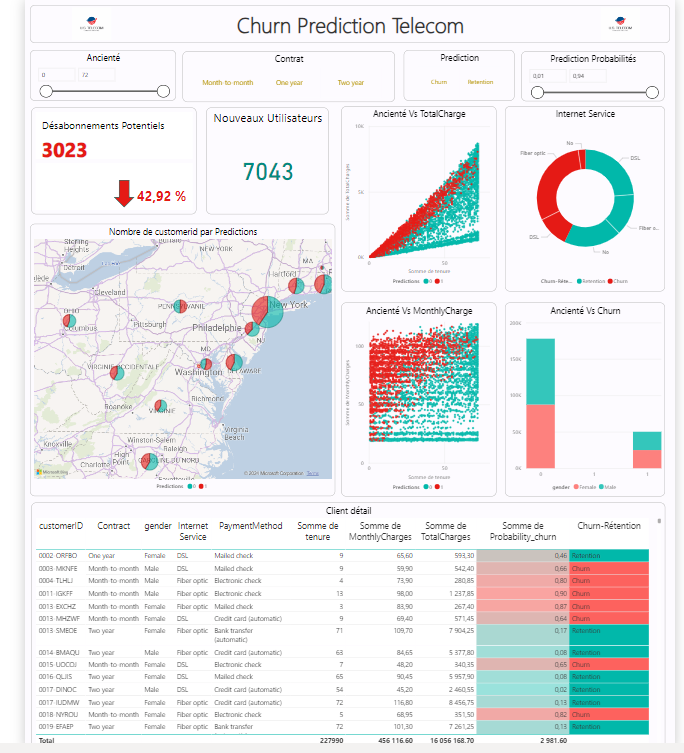 Churn Prediction Telecom
Ancienté
0 72
Contrat
Month-to-month One year Two year
Prediction
Churn Retention
Prediction Probabilités
0,01 0,94
Désabonnements Potentiels
3023
42,92 %
Nouveaux Utilisateurs
7043
Ancienté Vs TotalCharge
10K
5K
0K
0 50
Somme de TotalCharges
Somme de tenure
Predictions 0 1
Internet Service
No
Fiber optic
DSL
DSL
Fiber o...
No
Churn-Réte... Rétention Churn
Nombre de customerid par Predictions
Sterling
Heights
NEW YORK
MA
Détroit
Hartford
Cleveland
PENNSYLVANIE
New York
OHIO
Columbus
Pittsburgh
Philadelphie
NJ
MD
VIRGINIE OCCIDENTALE
Washington
DELAWARE
Roanoke
VIRGINIE
Richmond
Virginia
Beach
Knoxville
Winston-Salem
High
Point
Raleigh
Charlotte
CAROLINE DU NORD
Fayetteville
Microsoft Bing
© 2024 Microsoft Corporation Terms
Predictions 0 1
Ancienté Vs MonthlyCharge
100
50
0
0 50
Somme de MonthlyCharges
Somme de tenure
Predictions 0 1
Ancienté Vs Churn
200K
150K
100K
50K
0K
0 1 1
gender Female Male
Client détail
customerID Contract gender Internet Service PaymentMethod Somme de tenure Somme de MonthlyCharges Somme de TotalCharges Somme de Probability_churn Churn-Rétention
0002-ORFBO One year Female DSL Mailed check 9 65,60 593,30 0,46 Retention
0003-MKNFE Month-to-month Male DSL Mailed check 9 59,90 542,40 0,66 Churn
0004-TLHLJ Month-to-month Male Fiber optic Electronic check 4 73,90 280,85 0,80 Churn
0011-IGKFF Month-to-month Male Fiber optic Electronic check 13 98,00 1 237,85 0,90 Churn
0013-EXCHZ Month-to-month Female Fiber optic Mailed check 3 83,90 267,40 0,87 Churn
0013-MHZWF Month-to-month Female DSL Credit card (automatic) 9 69,40 571,45 0,64 Churn
0013-SMEOE Two year Female Fiber optic Bank transfer (automatic) 71 109,70 7 904,25 0,17 Retention
0014-BMAQU Two year Male Fiber optic Credit card (automatic) 63 84,65 5 377,80 0,08 Retention
0015-UOCOJ Month-to-month Female DSL Electronic check 7 48,20 340,35 0,65 Churn
0016-QLJIS Two year Female DSL Mailed check 65 90,45 5 957,90 0,08 Retention
0017-DINOC Two year Male DSL Credit card (automatic) 54 45,20 2 460,55 0,02 Retention
0017-IUDMW Two year Female Fiber optic Credit card (automatic) 72 116,80 8 456,75 0,13 Retention
0018-NYROU Month-to-month Female Fiber optic Electronic check 5 68,95 351,50 0,82 Churn
0019-EFAEP Two year Female Fiber optic Bank transfer 72 101,30 7 261,25 0,13 Retention
Total 227990 456 116,60 16 056 168,70 2 981,60